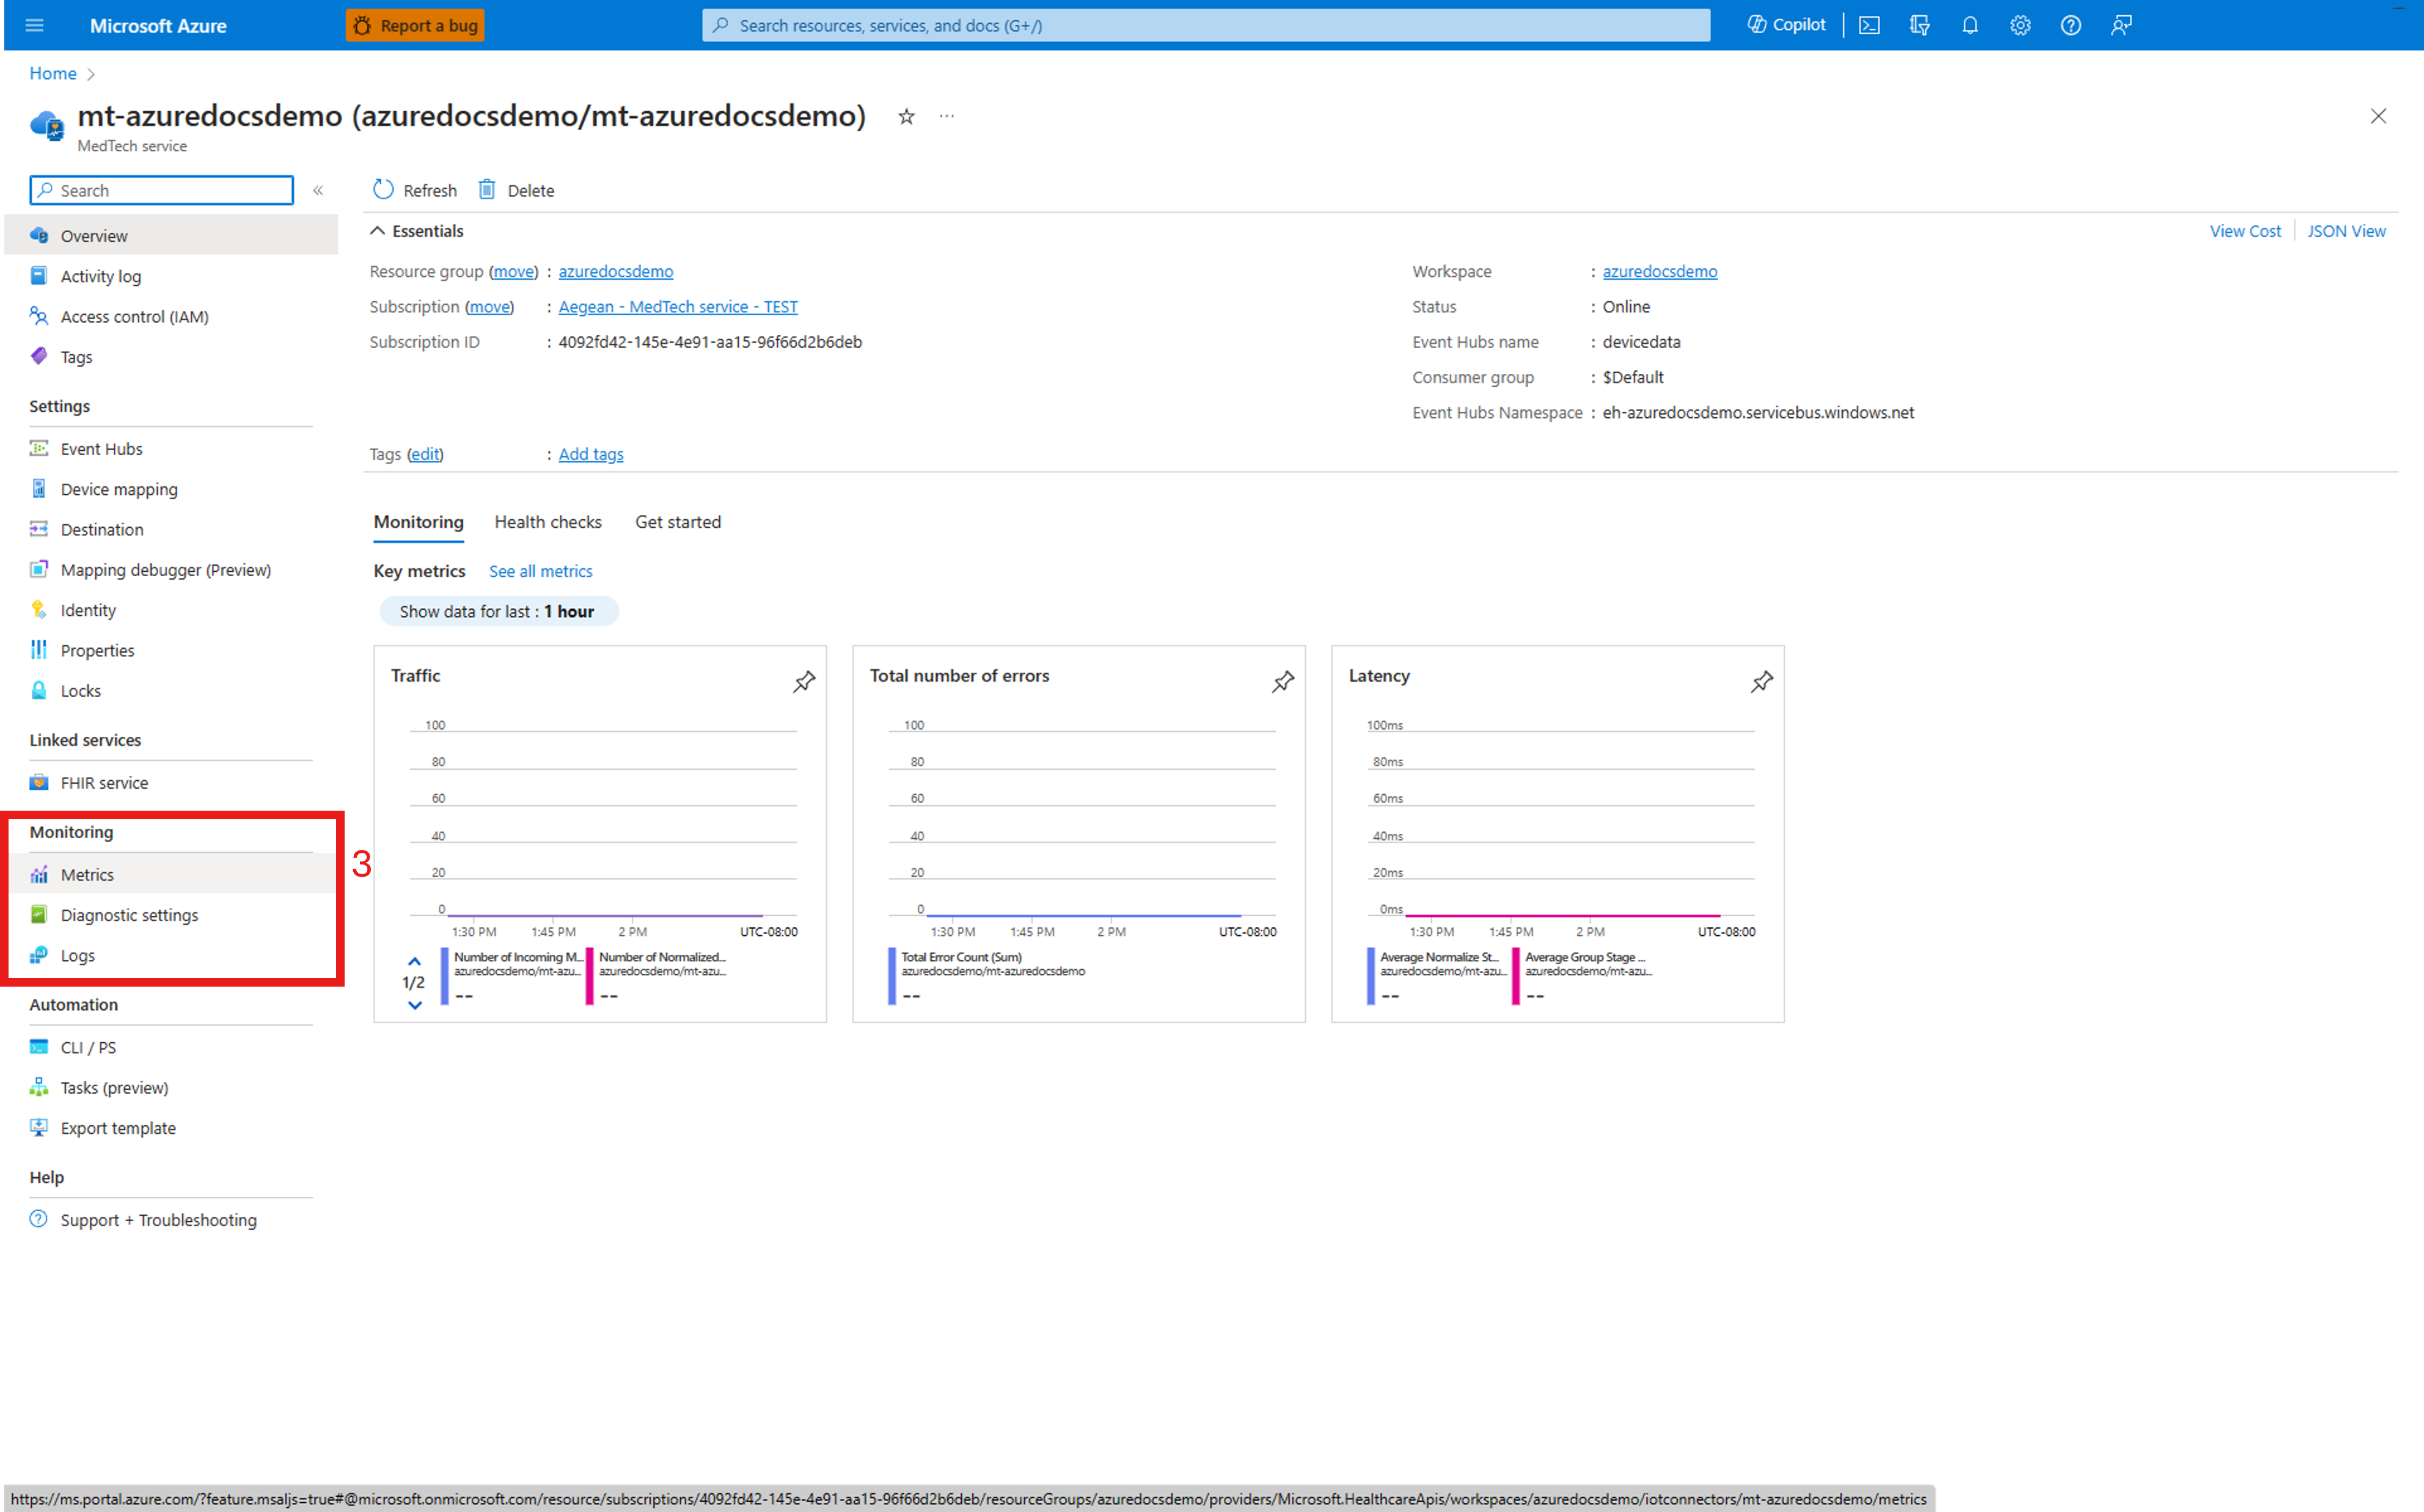 Microsoft Azure
Report a bug
Search resources, services, and docs (G+/)
Copilot
Home
mt-azuredocsdemo (azuredocsdemo/mt-azuredocsdemo)
MedTech service
Search
Overview
Activity log
Access control (IAM)
Tags
Settings
Event Hubs
Device mapping
Destination
Mapping debugger (Preview)
Identity
Properties
Locks
Linked services
FHIR service
Monitoring
Metrics
Diagnostic settings
Logs
3
Automation
CLI / PS
Tasks (preview)
Export template
Help
Support + Troubleshooting
Refresh
Delete
Essentials
View Cost
JSON View
Resource group (move) : azuredocsdemo
Subscription (move) : Aegean - MedTech service - TEST
Subscription ID : 4092fd42-145e-4e91-aa15-96f66d2b6deb
Workspace : azuredocsdemo
Status : Online
Event Hubs name : devicedata
Consumer group : $Default
Event Hubs Namespace : eh-azuredocsdemo.servicebus.windows.net
Tags (edit) : Add tags
Monitoring Health checks Get started
Key metrics See all metrics
Show data for last : 1 hour
Traffic
100
80
60
40
20
0
1:30 PM 1:45 PM 2 PM UTC-08:00
1/2
Number of Incoming M...
azuredocsdemo/mt-azu...
--
Number of Normalized...
azuredocsdemo/mt-azu...
--
Total number of errors
100
80
60
40
20
0
1:30 PM 1:45 PM 2 PM UTC-08:00
Total Error Count (Sum)
azuredocsdemo/mt-azuredocsdemo
--
Latency
100ms
80ms
60ms
40ms
20ms
0ms
1:30 PM 1:45 PM 2 PM UTC-08:00
Average Normalize St...
azuredocsdemo/mt-azu...
--
Average Group Stage ...
azuredocsdemo/mt-azu...
--
https://ms.portal.azure.com/?feature.msaljs=true#@microsoft.onmicrosoft.com/resource/subscriptions/4092fd42-145e-4e91-aa15-96f66d2b6deb/resourceGroups/azuredocsdemo/providers/Microsoft.HealthcareApis/workspaces/azuredocsdemo/iotconnectors/mt-azuredocsdemo/metrics